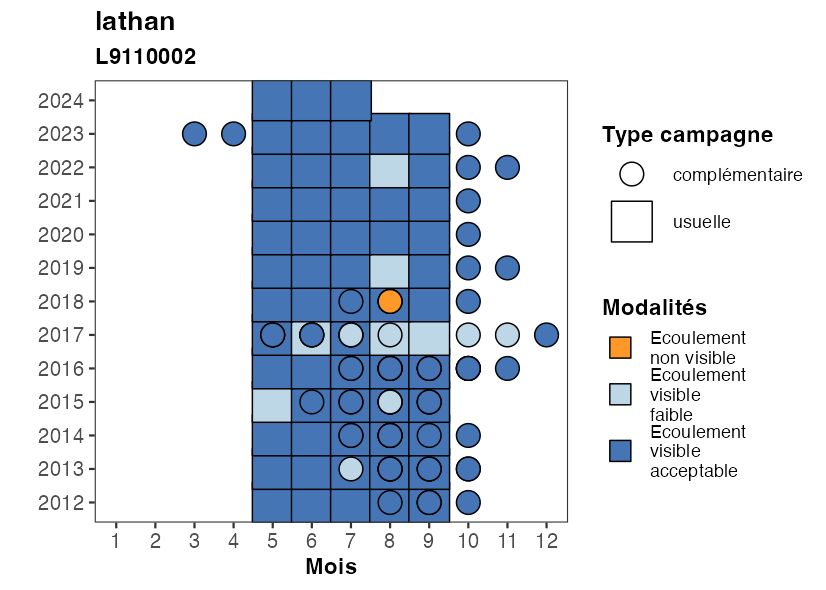 lathan
L9110002
2024
2023
2022
2021
2020
2019
2018
2017
2016
2015
2014
2013
2012
1 2 3 4 5 6 7 8 9 10 11 12
Mois
Type campagne
complémentaire
usuelle
Modalités
Ecoulement
non visible
Ecoulement
visible
faible
Ecoulement
visible
acceptable